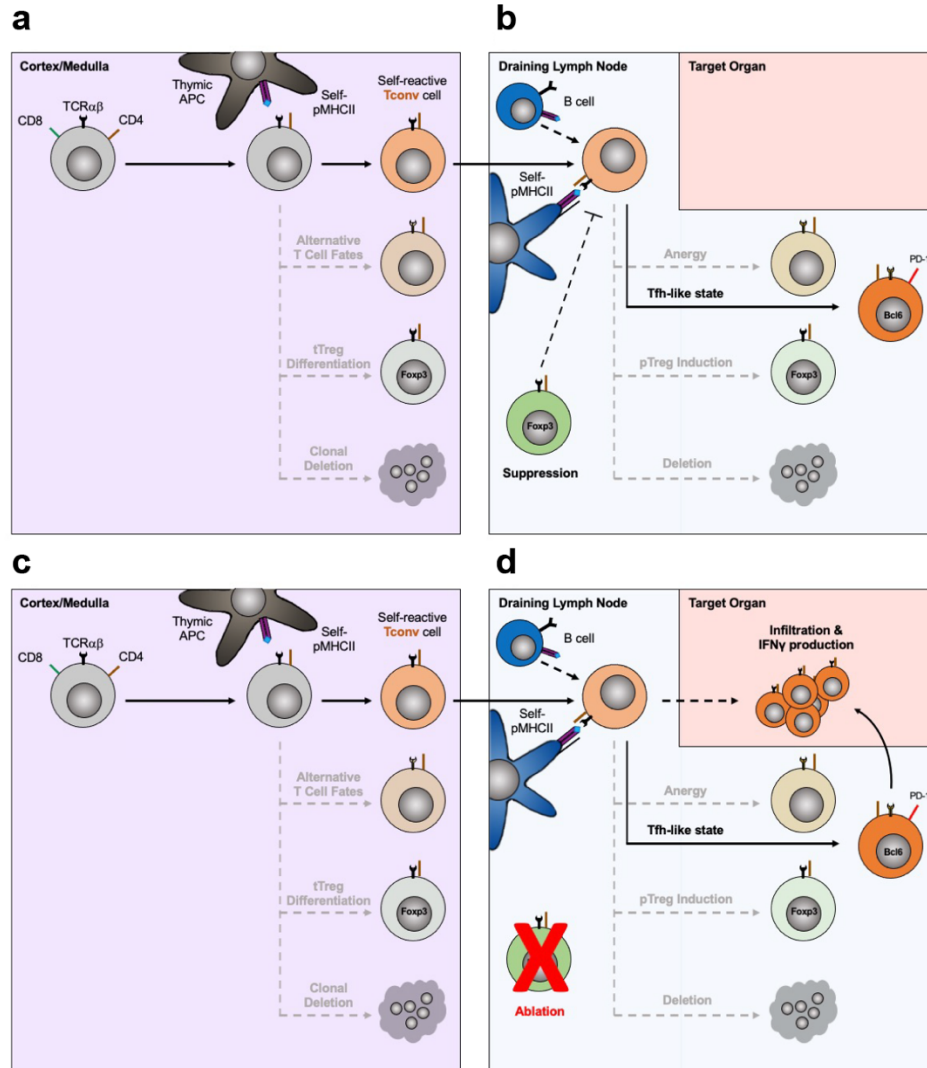 a
Cortex/Medulla
TCRαβ
CD8
CD4
Thymic
APC
Self-
pMHCII
Self-reactive
Tconv cell
Alternative
T Cell Fates
tTreg
Differentiation
Foxp3
Clonal
Deletion
b
Draining Lymph Node
Target Organ
B cell
Self-
pMHCII
Anergy
Tfh-like state
PD-1
Bcl6
pTreg Induction
Foxp3
Foxp3
Suppression
Deletion
c
Cortex/Medulla
TCRαβ
CD8
CD4
Thymic
APC
Self-
pMHCII
Self-reactive
Tconv cell
Alternative
T Cell Fates
tTreg
Differentiation
Foxp3
Clonal
Deletion
d
Draining Lymph Node
Target Organ
B cell
Infiltration &
IFNγ production
Self-
pMHCII
Anergy
Tfh-like state
PD-1
Bcl6
pTreg Induction
Foxp3
Ablation
Deletion